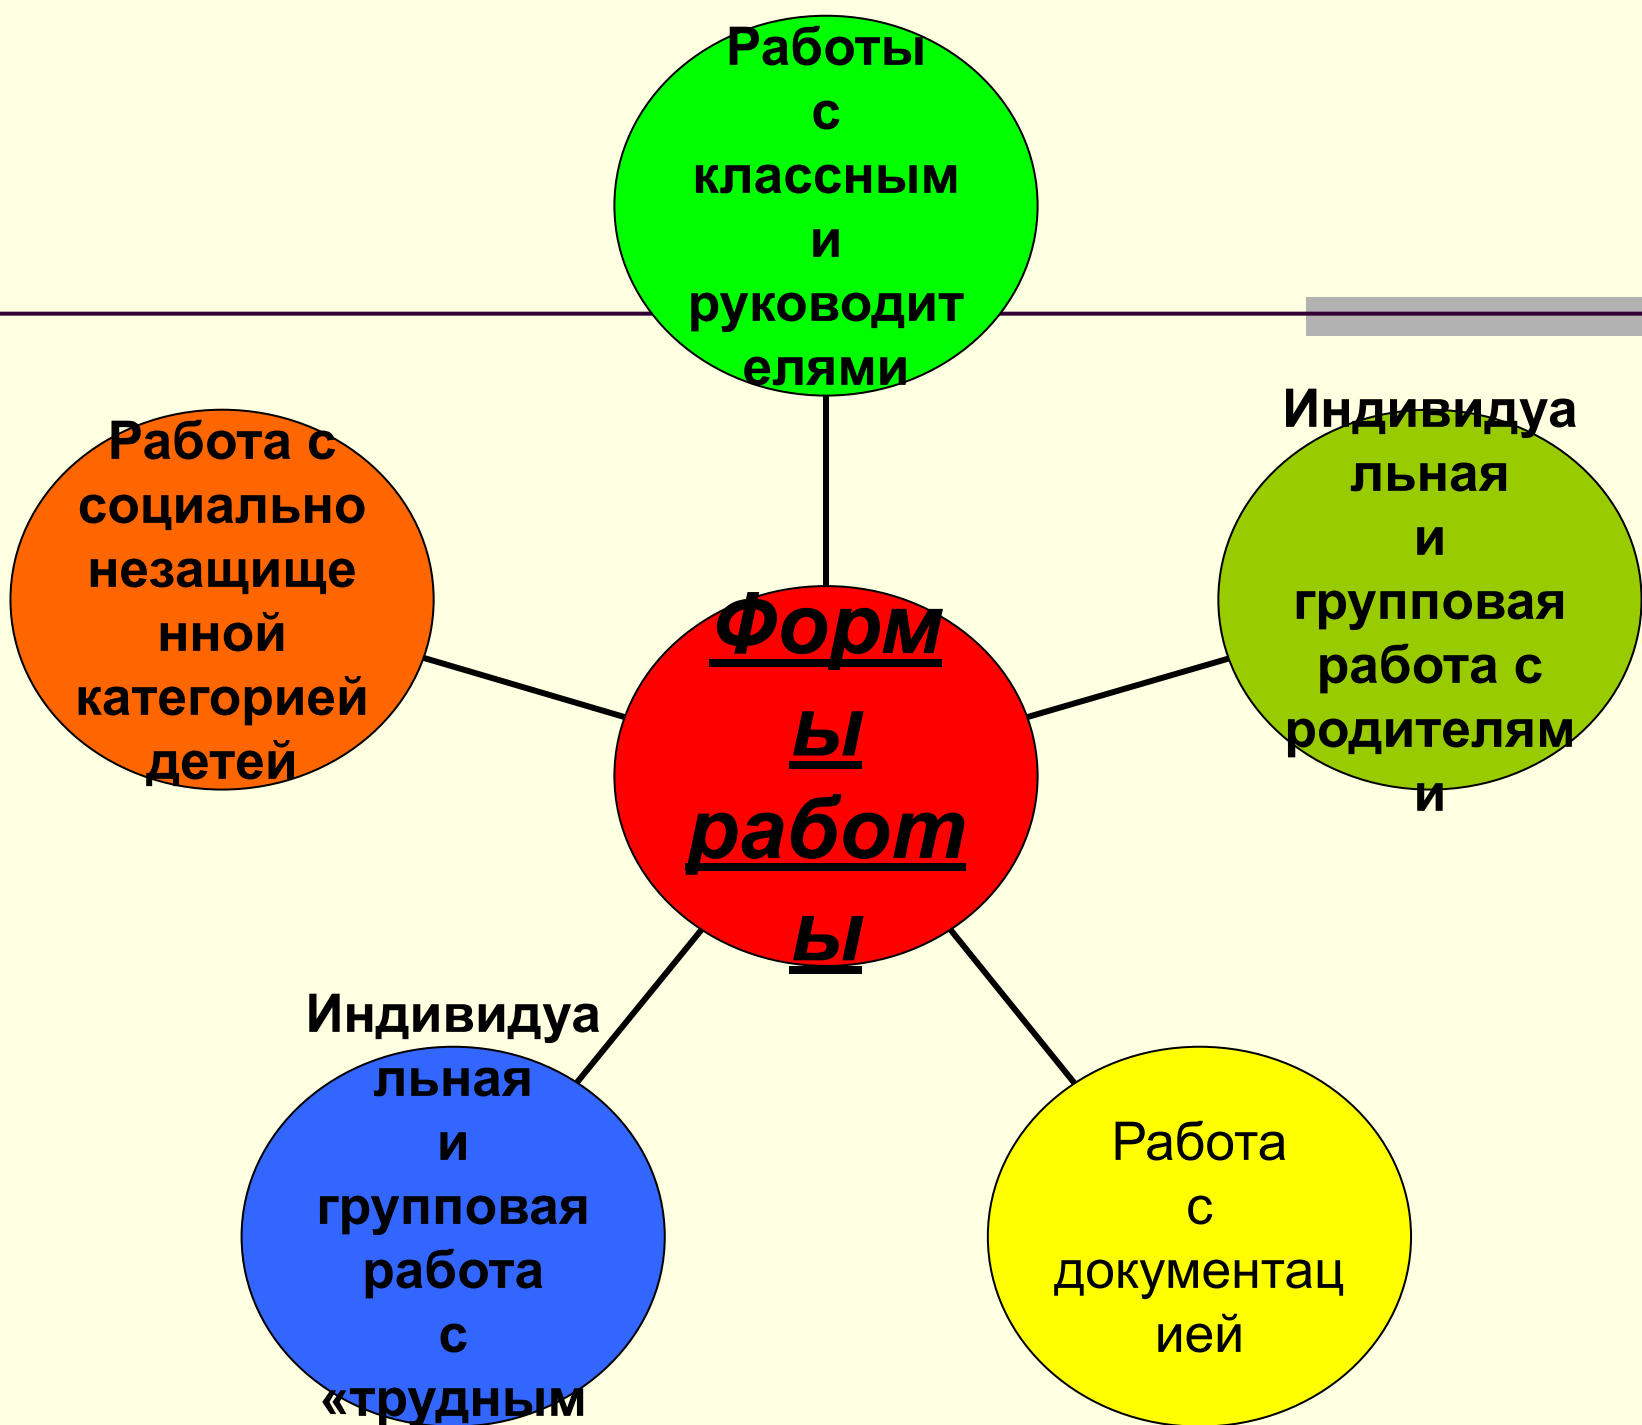 Работы
с
классным
и
руководит
елями
Работа с
социально
незащище
нной
категорией
детей
Индивидуа
льная
и
групповая
работа с
родителям
и
Форм
ы
работ
ы
Индивидуа
льная
и
групповая
работа
с
«трудным
Работа
с
документац
ией